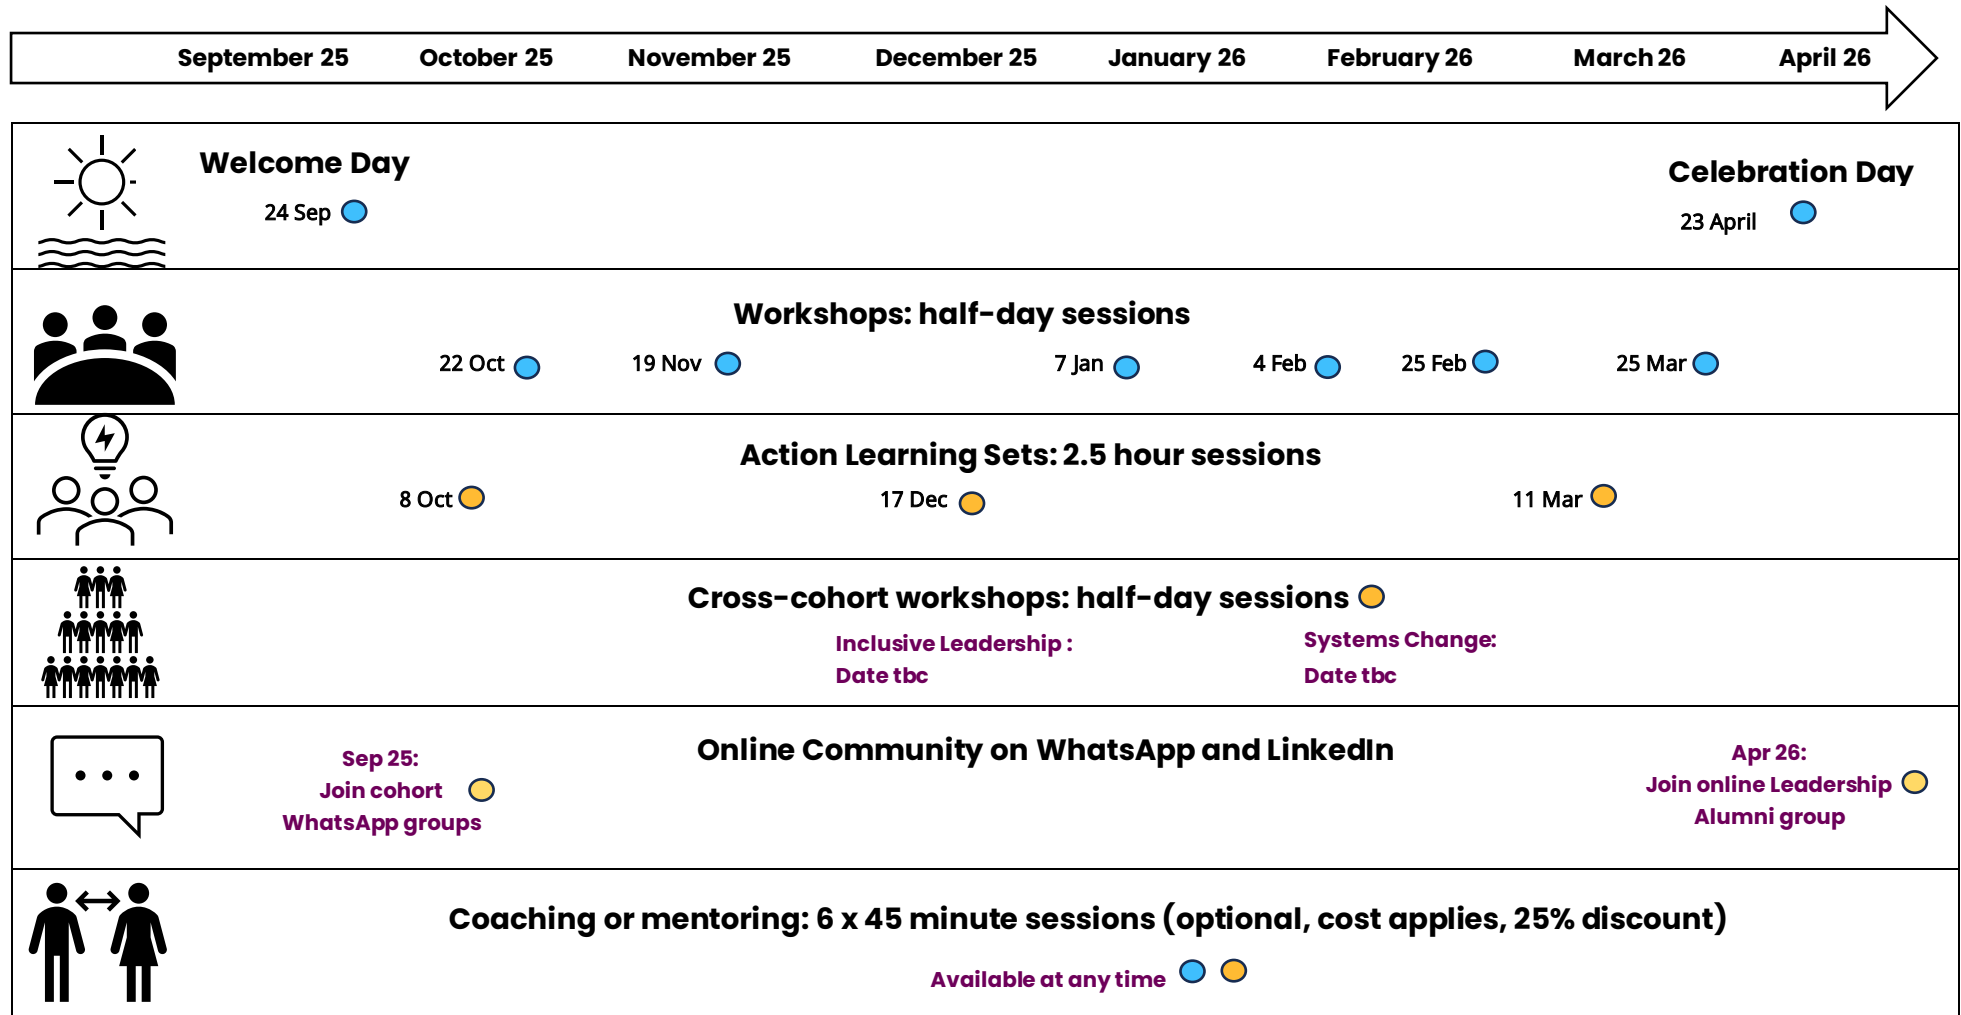 September 25 October 25 November 25 December 25 January 26 February 26 March 26 April 26
Welcome Day
24 Sep
Celebration Day
23 April
Workshops: half-day sessions
22 Oct 19 Nov 7 Jan 4 Feb 25 Feb 25 Mar
Action Learning Sets: 2.5 hour sessions
8 Oct 17 Dec 11 Mar
Cross-cohort workshops: half-day sessions
Inclusive Leadership :
Date tbc
Systems Change:
Date tbc
Online Community on WhatsApp and LinkedIn
Sep 25:
Join cohort
WhatsApp groups
Apr 26:
Join online Leadership
Alumni group
Coaching or mentoring: 6 x 45 minute sessions (optional, cost applies, 25% discount)
Available at any time